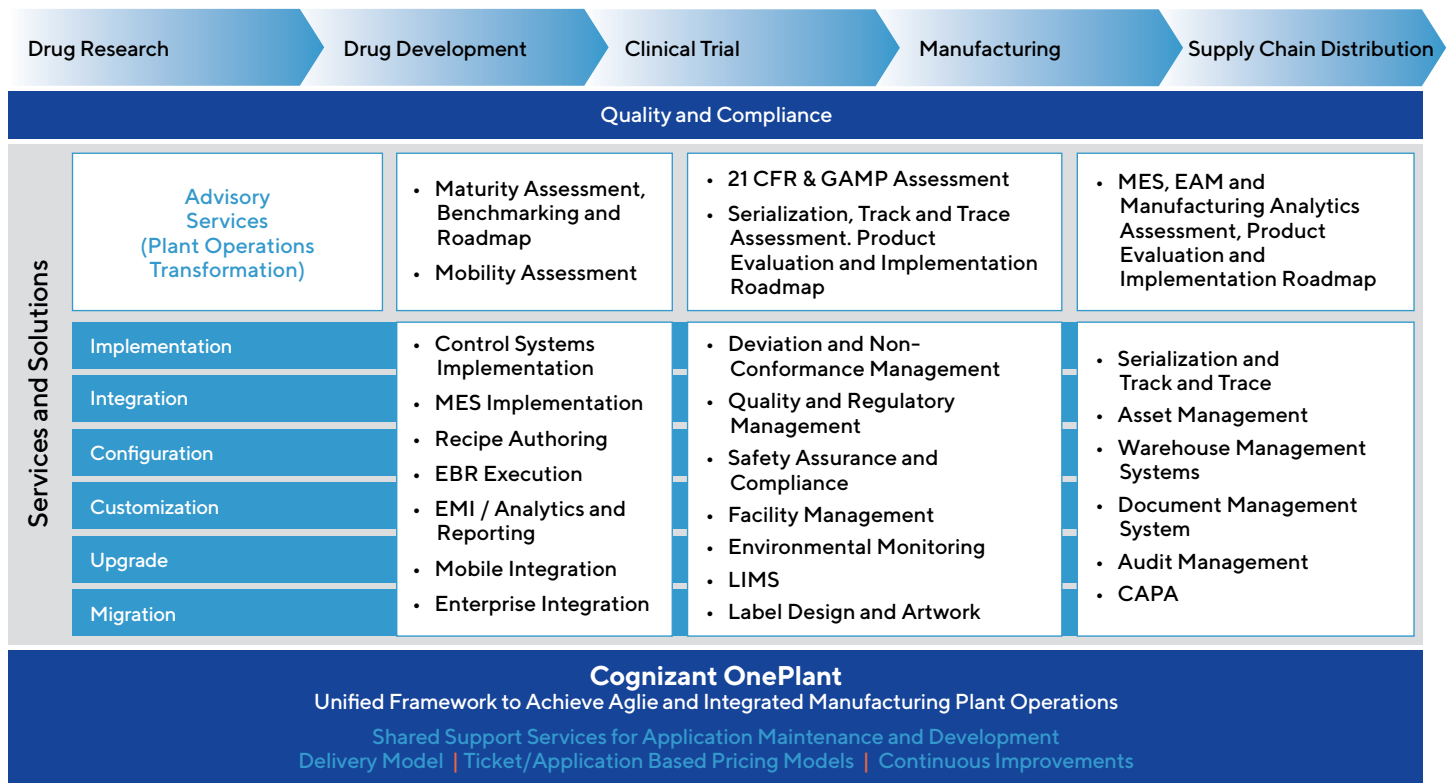 Drug Research
Drug Development
Clinical Trial
Manufacturing
Supply Chain Distribution
Quality and Compliance
Services and Solutions
Advisory
Services
(Plant Operations
Transformation)
• Maturity Assessment,
Benchmarking and
Roadmap
• Mobility Assessment
• 21 CFR & GAMP Assessment
• Serialization, Track and Trace
Assessment. Product
Evaluation and Implementation
Roadmap
• MES, EAM and
Manufacturing Analytics
Assessment, Product
Evaluation and
Implementation Roadmap
Implementation
Integration
Configuration
Customization
Upgrade
Migration
• Control Systems
Implementation
• MES Implementation
• Recipe Authoring
• EBR Execution
• EMI / Analytics and
Reporting
• Mobile Integration
• Enterprise Integration
• Deviation and Non-
Conformance Management
• Quality and Regulatory
Management
• Safety Assurance and
Compliance
• Facility Management
• Environmental Monitoring
• LIMS
• Label Design and Artwork
• Serialization and
Track and Trace
• Asset Management
• Warehouse Management
Systems
• Document Management
System
• Audit Management
• CAPA
Cognizant OnePlant
Unified Framework to Achieve Aglie and Integrated Manufacturing Plant Operations
Shared Support Services for Application Maintenance and Development
Delivery Model | Ticket/Application Based Pricing Models | Continuous Improvements